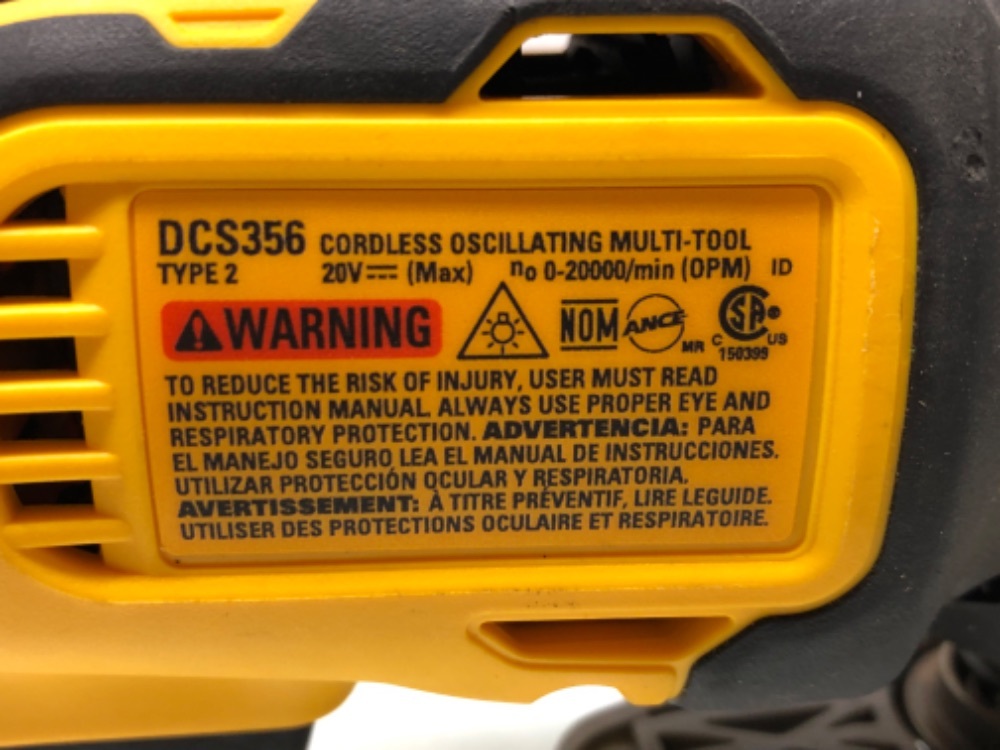 DCS356 CORDLESS OSCILLATING MULTI-TOOL
TYPE 2 20V⎓ (Max) no 0-20000/min (OPM) ID
WARNING NOM ANCE MR C SA® US
150399
TO REDUCE THE RISK OF INJURY, USER MUST READ
INSTRUCTION MANUAL. ALWAYS USE PROPER EYE AND
RESPIRATORY PROTECTION. ADVERTENCIA: PARA
EL MANEJO SEGURO LEA EL MANUAL DE INSTRUCCIONES.
UTILIZAR PROTECCIÓN OCULAR Y RESPIRATORIA.
AVERTISSEMENT: À TITRE PRÉVENTIF, LIRE LEGUIDE.
UTILISER DES PROTECTIONS OCULAIRE ET RESPIRATOIRE.